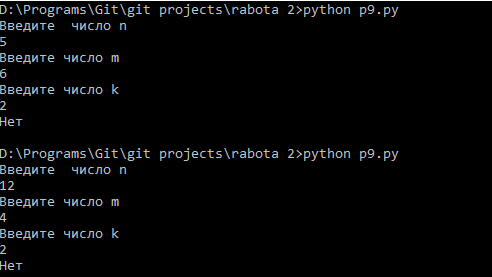 D:\Programs\Git\git projects\rabota 2>python p9.py
Введите  число n
5
Введите число m
6
Введите число k
2
Нет
D:\Programs\Git\git projects\rabota 2>python p9.py
Введите  число n
12
Введите число m
4
Введите число k
2
Нет